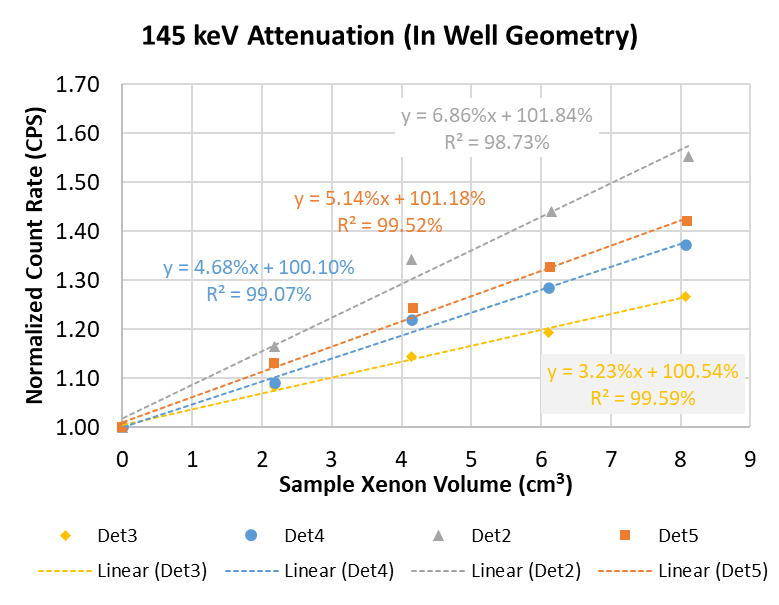 145 keV Attenuation (In Well Geometry)
Normalized Count Rate (CPS)
1.70
1.60
1.50
1.40
1.30
1.20
1.10
1.00
y = 6.86%x + 101.84%
R² = 98.73%
y = 5.14%x + 101.18%
R² = 99.52%
y = 4.68%x + 100.10%
R² = 99.07%
y = 3.23%x + 100.54%
R² = 99.59%
0 1 2 3 4 5 6 7 8 9
Sample Xenon Volume (cm³)
Det3 Det4 Det2 Det5
Linear (Det3) Linear (Det4) Linear (Det2) Linear (Det5)